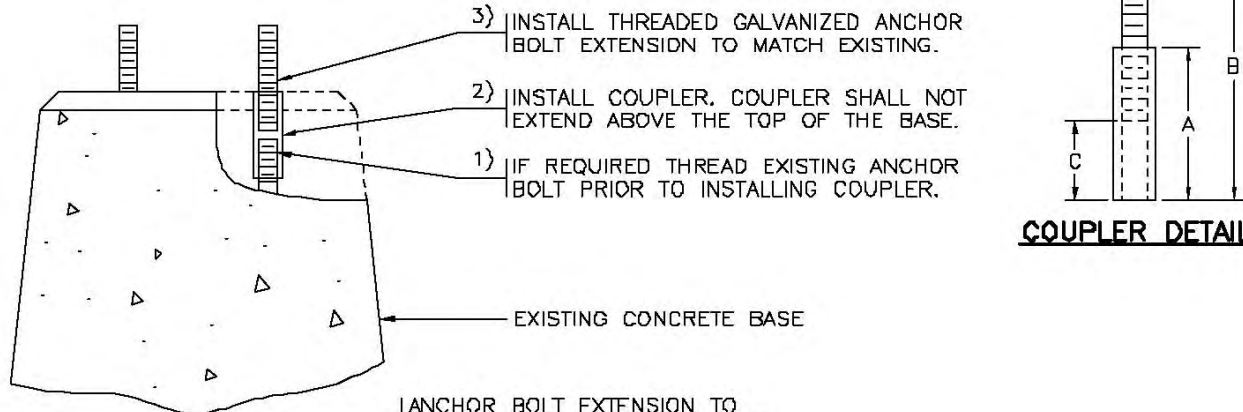 3) INSTALL THREADED GALVANIZED ANCHOR
BOLT EXTENSION TO MATCH EXISTING.
2) INSTALL COUPLER. COUPLER SHALL NOT
EXTEND ABOVE THE TOP OF THE BASE.
1) IF REQUIRED THREAD EXISTING ANCHOR
BOLT PRIOR TO INSTALLING COUPLER.
EXISTING CONCRETE BASE
ANCHOR BOLT EXTENSION TO
B
A
C
COUPLER DETAIL